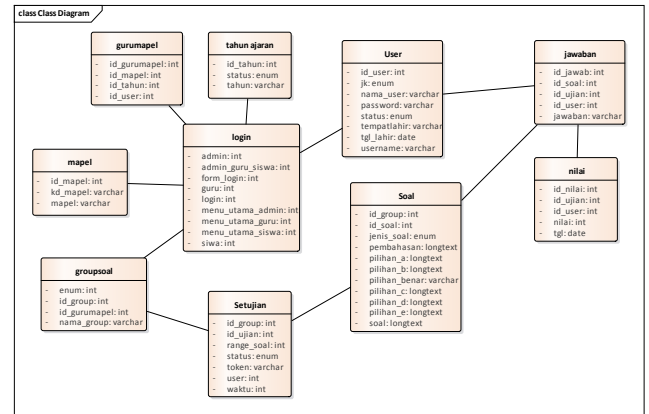 class Class Diagram
gurumapel
- id_gurumapel: int
- id_mapel: int
- id_tahun: int
- id_user: int
tahun ajaran
- id_tahun: int
- status: enum
- tahun: varchar
User
- id_user: int
- jk: enum
- nama_user: varchar
- password: varchar
- status: enum
- tempatlahir: varchar
- tgl_lahir: date
- username: varchar
jawaban
- id_jawab: int
- id_soal: int
- id_ujian: int
- id_user: int
- jawaban: varchar
login
- admin: int
- admin_guru_siswa: int
- form_login: int
- guru: int
- login: int
- menu_utama_admin: int
- menu_utama_guru: int
- menu_utama_siswa: int
- siwa: int
mapel
- id_mapel: int
- kd_mapel: varchar
- mapel: varchar
nilai
- id_nilai: int
- id_ujian: int
- id_user: int
- nilai: int
- tgl: date
Soal
- id_group: int
- id_soal: int
- jenis_soal: enum
- pembahasan: longtext
- pilihan_a: longtext
- pilihan_b: longtext
- pilihan_benar: varchar
- pilihan_c: longtext
- pilihan_d: longtext
- pilihan_e: longtext
- soal: longtext
groupsoal
- enum: int
- id_group: int
- id_gurumapel: int
- nama_group: varchar
Setujian
- id_group: int
- id_ujian: int
- range_soal: int
- status: enum
- token: varchar
- user: int
- waktu: int